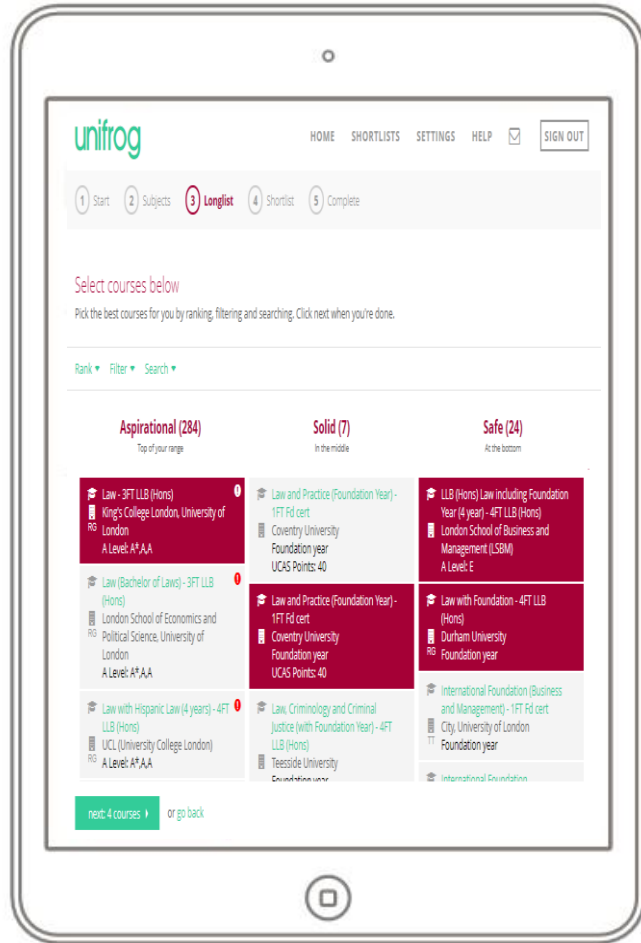 unifrog
HOME SHORTLISTS SETTINGS HELP SIGN OUT
1 Start 2 Subjects 3 Longlist 4 Shortlist 5 Complete
Select courses below
Pick the best courses for you by ranking, filtering and searching. Click next when you're done.
Rank Filter Search
Aspirational (284)
Top of your range
Law - 3FT LLB (Hons)
King's College London, University of
RG London
A Level: A*,A,A
Law (Bachelor of Laws) - 3FT LLB
(Hons)
London School of Economics and
RG Political Science, University of
London
A Level: A*,A,A
Law with Hispanic Law (4 years) - 4FT
LLB (Hons)
UCL (University College London)
RG A Level: A*,A,A
Solid (7)
In the middle
Law and Practice (Foundation Year) -
1FT Fd cert
Coventry University
Foundation year
UCAS Points: 40
Law and Practice (Foundation Year) -
1FT Fd cert
Coventry University
Foundation year
UCAS Points: 40
Law, Criminology and Criminal
Justice (with Foundation Year) - 4FT
LLB (Hons)
Teesside University
Foundation year
Safe (24)
At the bottom
LLB (Hons) Law including Foundation
Year (4 year) - 4FT LLB (Hons)
London School of Business and
Management (LSBM)
A Level: E
Law with Foundation - 4FT LLB
(Hons)
Durham University
RG Foundation year
International Foundation (Business
and Management) - 1FT Fd cert
City, University of London
TT Foundation year
International Foundation
next: 4 courses or go back